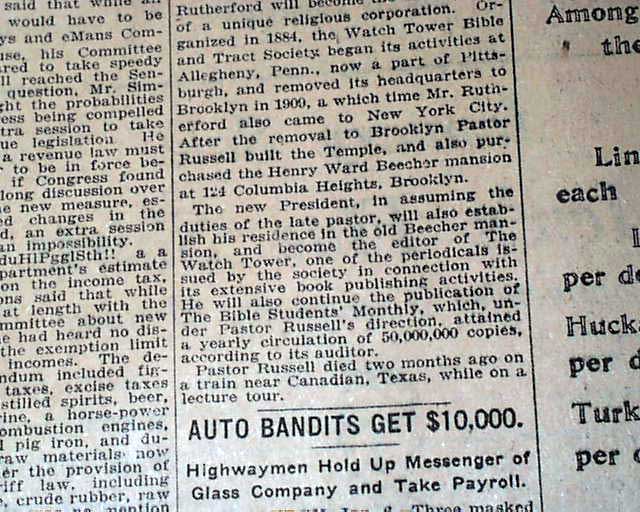 said that while an
would have to be
ys and eMans Com-
use, his Committee
red to take speedy
ll reached the Sen-
question, Mr. Sim-
ght the probabilities
ess being compelled
tra session to take
ue legislation He
a revenue law must
to be in force be-
if Congress found
long discussion over
e new measure, es-
d changes in the
d, an extra session
an impossibility.
duHlPgglSth!! a a
partment's estimate
on the income tax,
ons said that while
at length with the
mmittee about new
e had heard no dis-
the exemption limit
incomes. The de-
ndum included fig-
taxes, excise taxes
stilled spirits, beer,
rine, a horse-power
ombustion engines,
pig iron, and du-
raw materials now
er the provision of
riff law, including
, crude rubber, raw
no mention
Rutherford will become the
of a unique religious corporation. Or-
ganized in 1884, the Watch Tower Bible
and Tract Society began its activities at
Allegheny, Penn., now a part of Pitts-
burgh, and removed its headquarters to
Brooklyn in 1909, a which time Mr. Ruth-
erford also came to New York City.
After the removal to Brooklyn Pastor
Russell built the Temple, and also pur-
chased the Henry Ward Beecher mansion
at 124 Columbia Heights, Brooklyn.
The new President, in assuming the
duties of the late pastor, will also estab-
lish his residence in the old Beecher man-
sion, and become the editor of The
Watch Tower, one of the periodicals is-
sued by the society in connection with
its extensive book publishing activities.
He will also continue the publication of
The Bible Students' Monthly, which, un-
der Pastor Russell's direction, attained
a yearly circulation of 50,000,000 copies,
according to its auditor.
Pastor Russell died two months ago on
a train near Canadian, Texas, while on a
lecture tour.
AUTO BANDITS GET $10,000.
Highwaymen Hold Up Messenger of
Glass Company and Take Payroll.
Three masked
Among
the
Lin
each
per d
Huck
per d
Turk
per